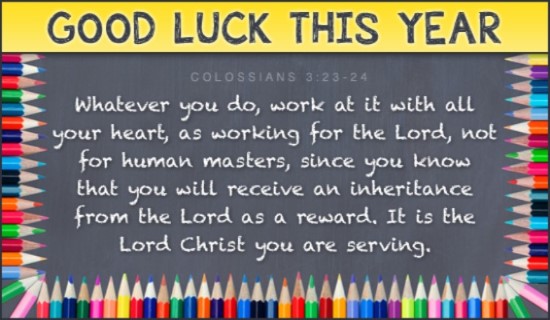 GOOD LUCK THIS YEAR
COLOSSIANS 3:23-24
Whatever you do, work at it with all
your heart, as working for the Lord, not
for human masters, since you know
that you will receive an inheritance
from the Lord as a reward. It is the
Lord Christ you are serving.